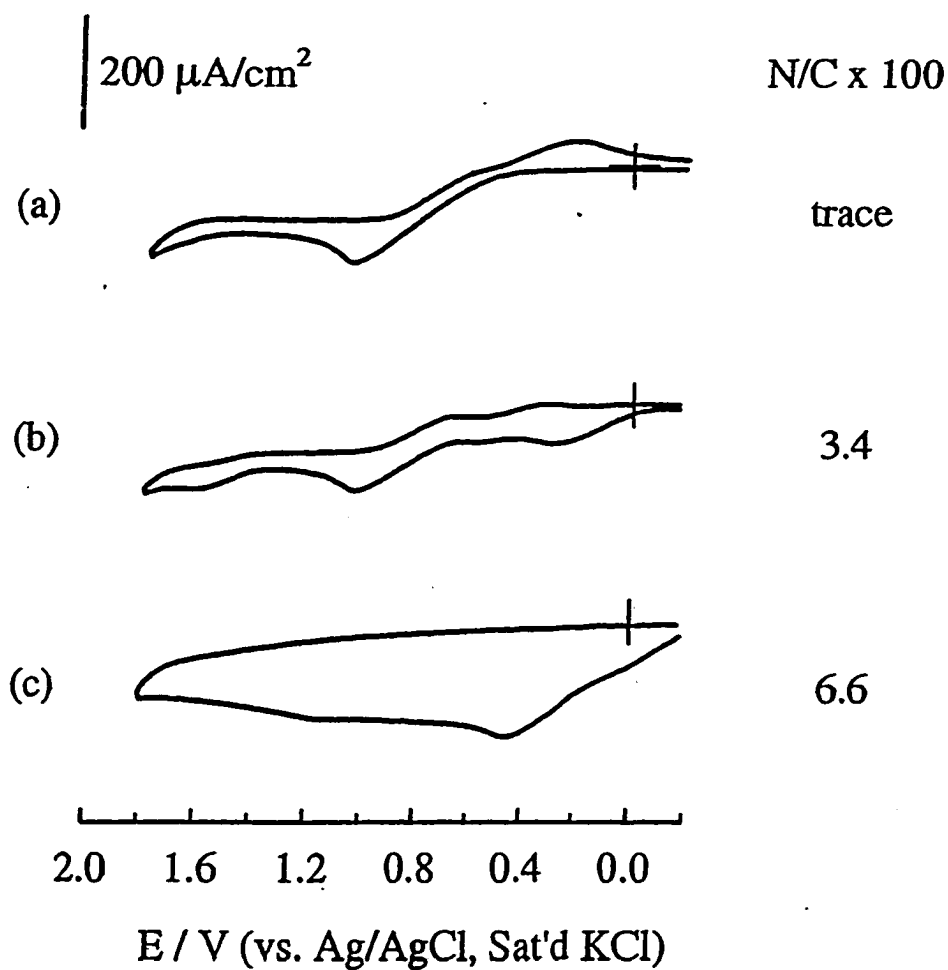 200 μA/cm²
N/C x 100
(a)
trace
(b)
3.4
(c)
6.6
2.0 1.6 1.2 0.8 0.4 0.0
E / V (vs. Ag/AgCl, Sat'd KCl)